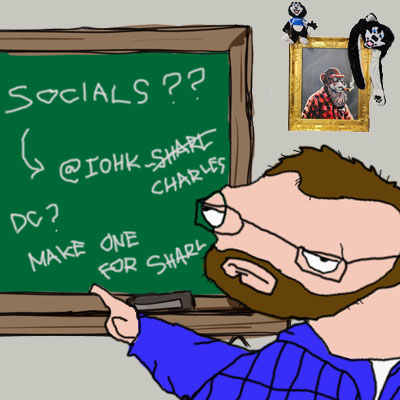 SOCIALS ??
@IOHK-SHARL
CHARLES
DC?
MAKE ONE
FOR SHARL